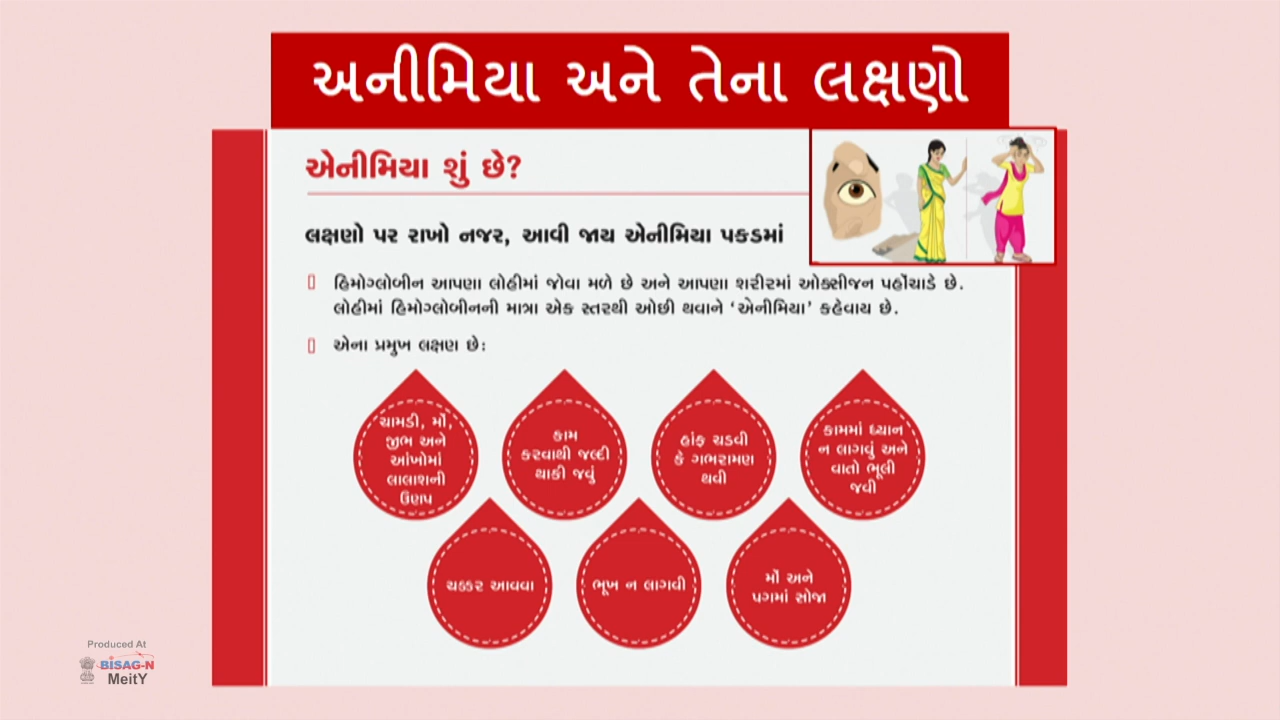 અનીમિયા અને તેના લક્ષણો
એનીમિયા શું છે?
લક્ષણો પર રાખો નજર, આવી જાય એનીમિયા પકડમાં
હિમોગ્લોબીન આપણા લોહીમાં જોવા મળે છે અને આપણા શરીરમાં ઓક્સીજન પહોંચાડે છે.
લોહીમાં હિમોગ્લોબીનની માત્રા એક સ્તરથી ઓછી થવાને ‘એનીમિયા’ કહેવાય છે.
એના પ્રમુખ લક્ષણ છે:
ચામડી, મોં,
જીભ અને
આંખોમાં
લાલાશની
ઉણપ
કામ
કરવાથી જલ્દી
થાકી જવું
હાંફ ચડવી
કે ગભરામણ
થવી
કામમાં ધ્યાન
ન લાગવું અને
વાતો ભૂલી
જવી
ચક્કર આવવા
ભૂખ ન લાગવી
મોં અને
પગમાં સોજા
Produced At
BISAG-N
MeitY